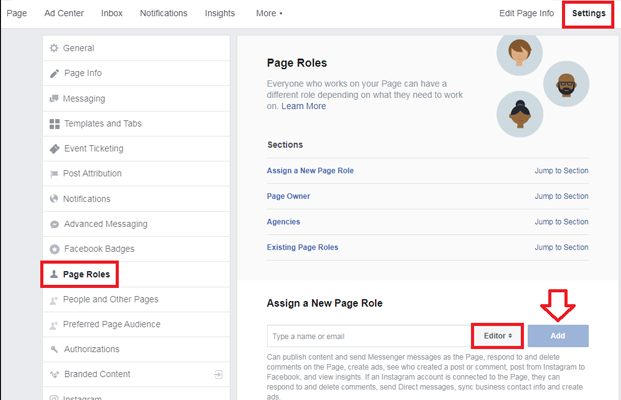 Page Ad Center Inbox Notifications Insights More Edit Page Info Settings
General
Page Info
Messaging
Templates and Tabs
Event Ticketing
Post Attribution
Notifications
Advanced Messaging
Facebook Badges
Page Roles
People and Other Pages
Preferred Page Audience
Authorizations
Branded Content
Instagram
Page Roles
Everyone who works on your Page can have a
different role depending on what they need to work
on. Learn More
Sections
Assign a New Page Role Jump to Section
Page Owner Jump to Section
Agencies Jump to Section
Existing Page Roles Jump to Section
Assign a New Page Role
Type a name or email Editor Add
Can publish content and send Messenger messages as the Page, respond to and delete
comments on the Page, create ads, see who created a post or comment, post from Instagram to
Facebook, and view insights. If an Instagram account is connected to the Page, they can
respond to and delete comments, send Direct messages, sync business contact info and create
ads.